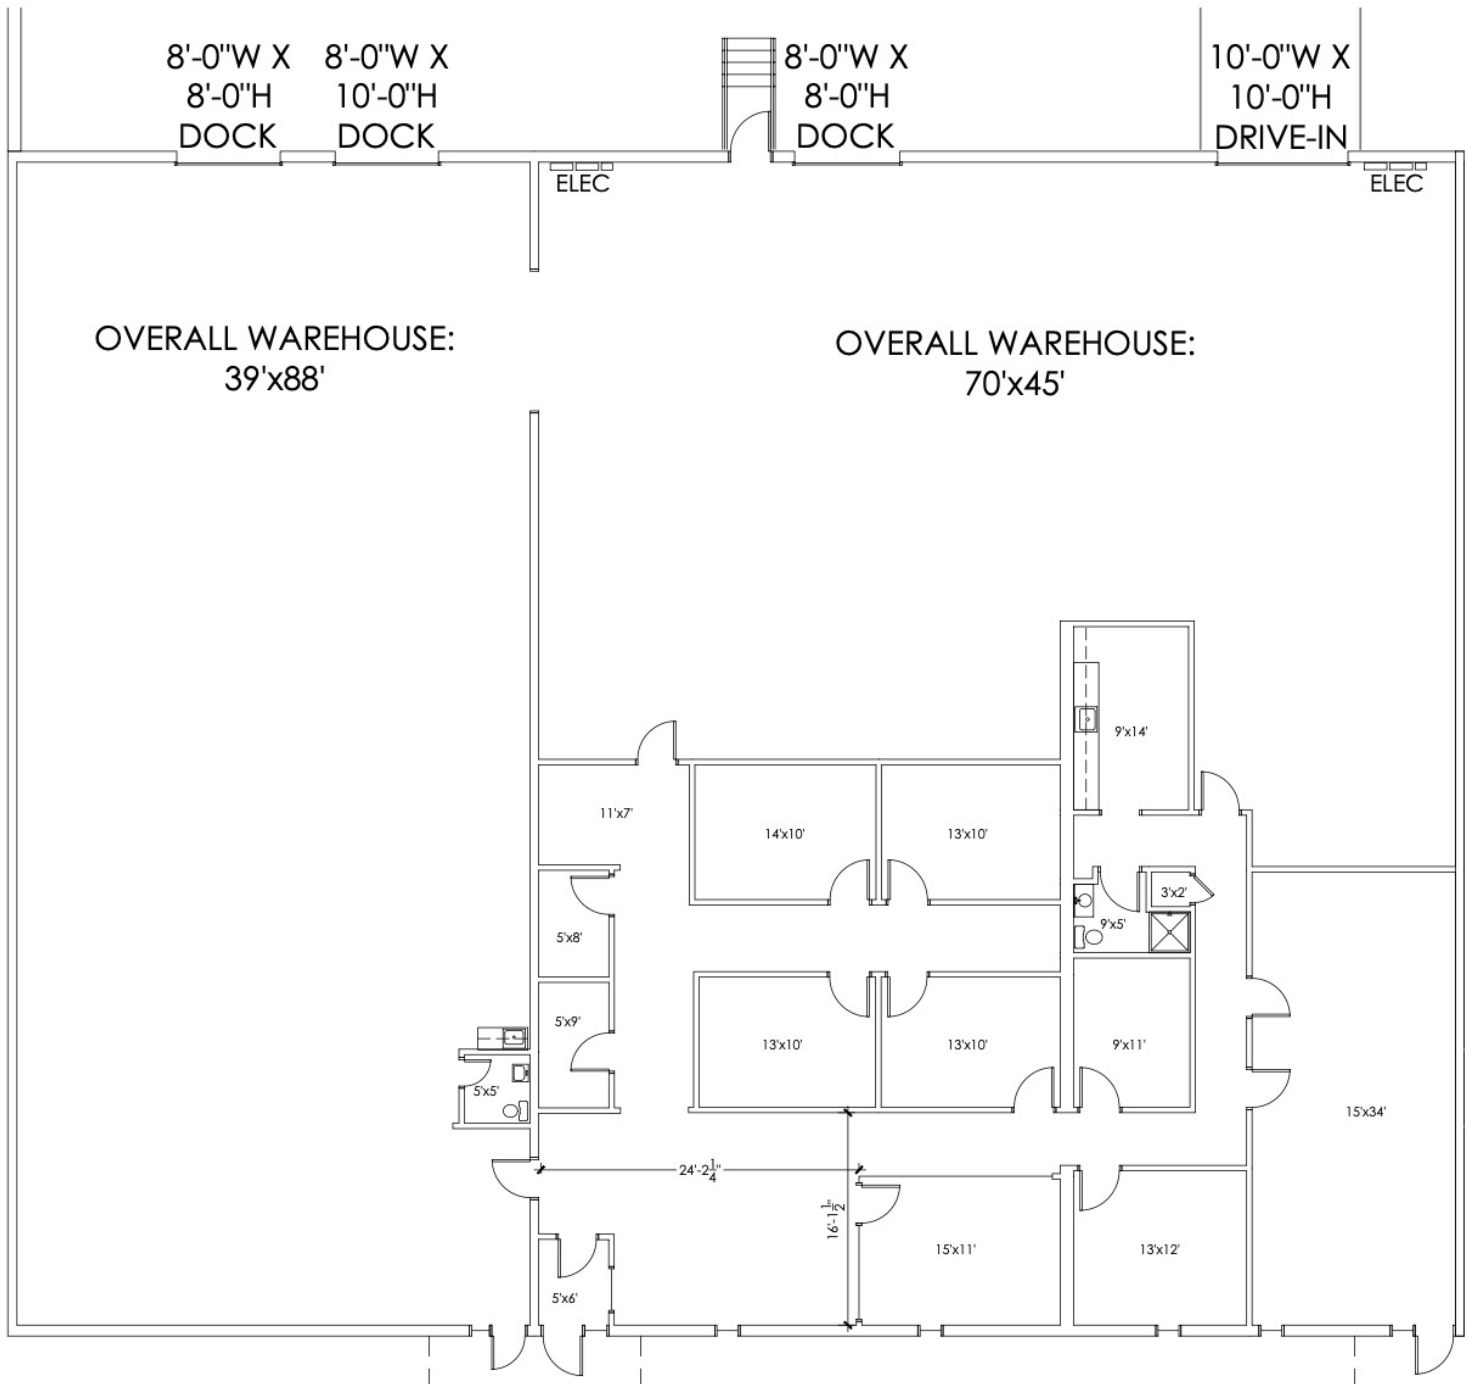 8'-0"W X
8'-0"H
DOCK
8'-0"W X
10'-0"H
DOCK
8'-0"W X
8'-0"H
DOCK
10'-0"W X
10'-0"H
DRIVE-IN
ELEC
ELEC
OVERALL WAREHOUSE:
39'x88'
OVERALL WAREHOUSE:
70'x45'
9'x14'
11'x7'
14'x10'
13'x10'
3'x2'
9'x5'
5'x8'
5'x9'
13'x10'
13'x10'
9'x11'
5'x5'
15'x34'
24'-2 1/4"
16'-1 1/2"
15'x11'
13'x12'
5'x6'